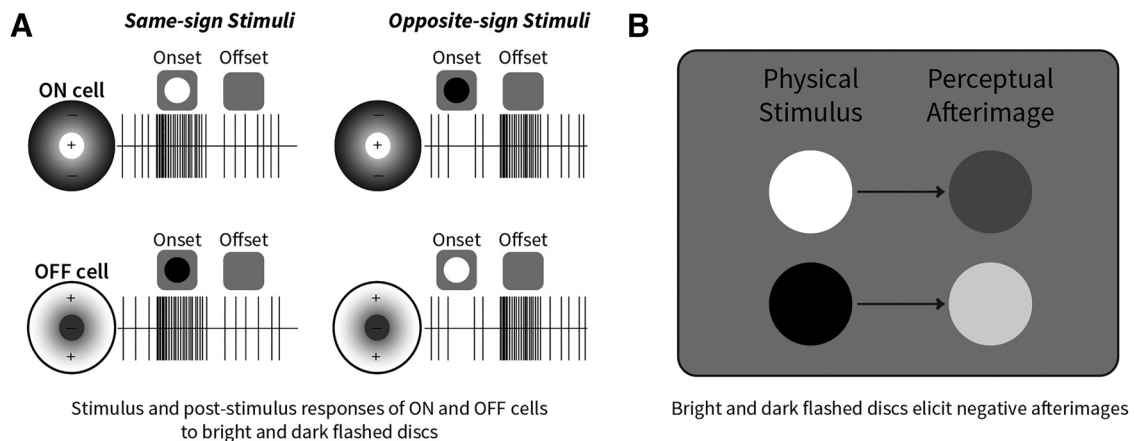 A
Same-sign Stimuli
Opposite-sign Stimuli
B
Onset Offset
Onset Offset
ON cell
−
+
−
−
+
−
Onset Offset
Onset Offset
OFF cell
+
−
+
+
−
+
Stimulus and post-stimulus responses of ON and OFF cells
to bright and dark flashed discs
Physical
Stimulus
Perceptual
Afterimage
Bright and dark flashed discs elicit negative afterimages